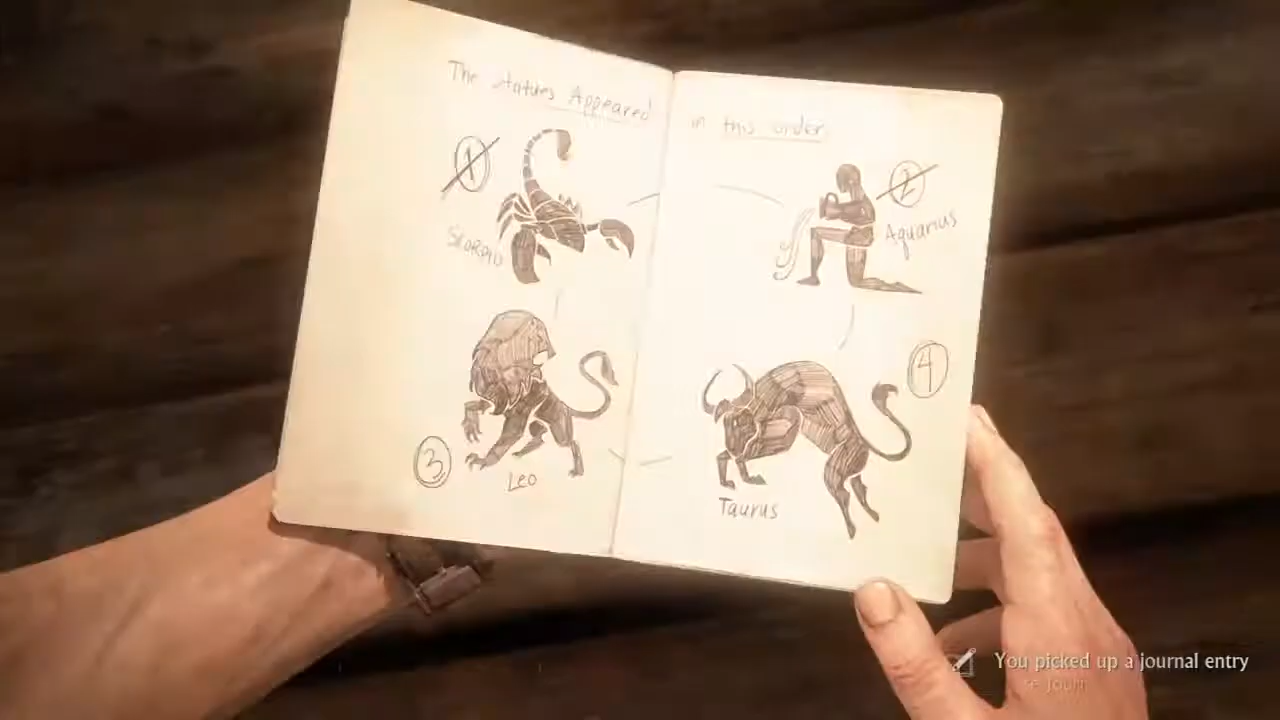 The statues Appeared in this order
1
2
SCORPIO
Aquarius
3
4
Leo
Taurus
You picked up a journal entry